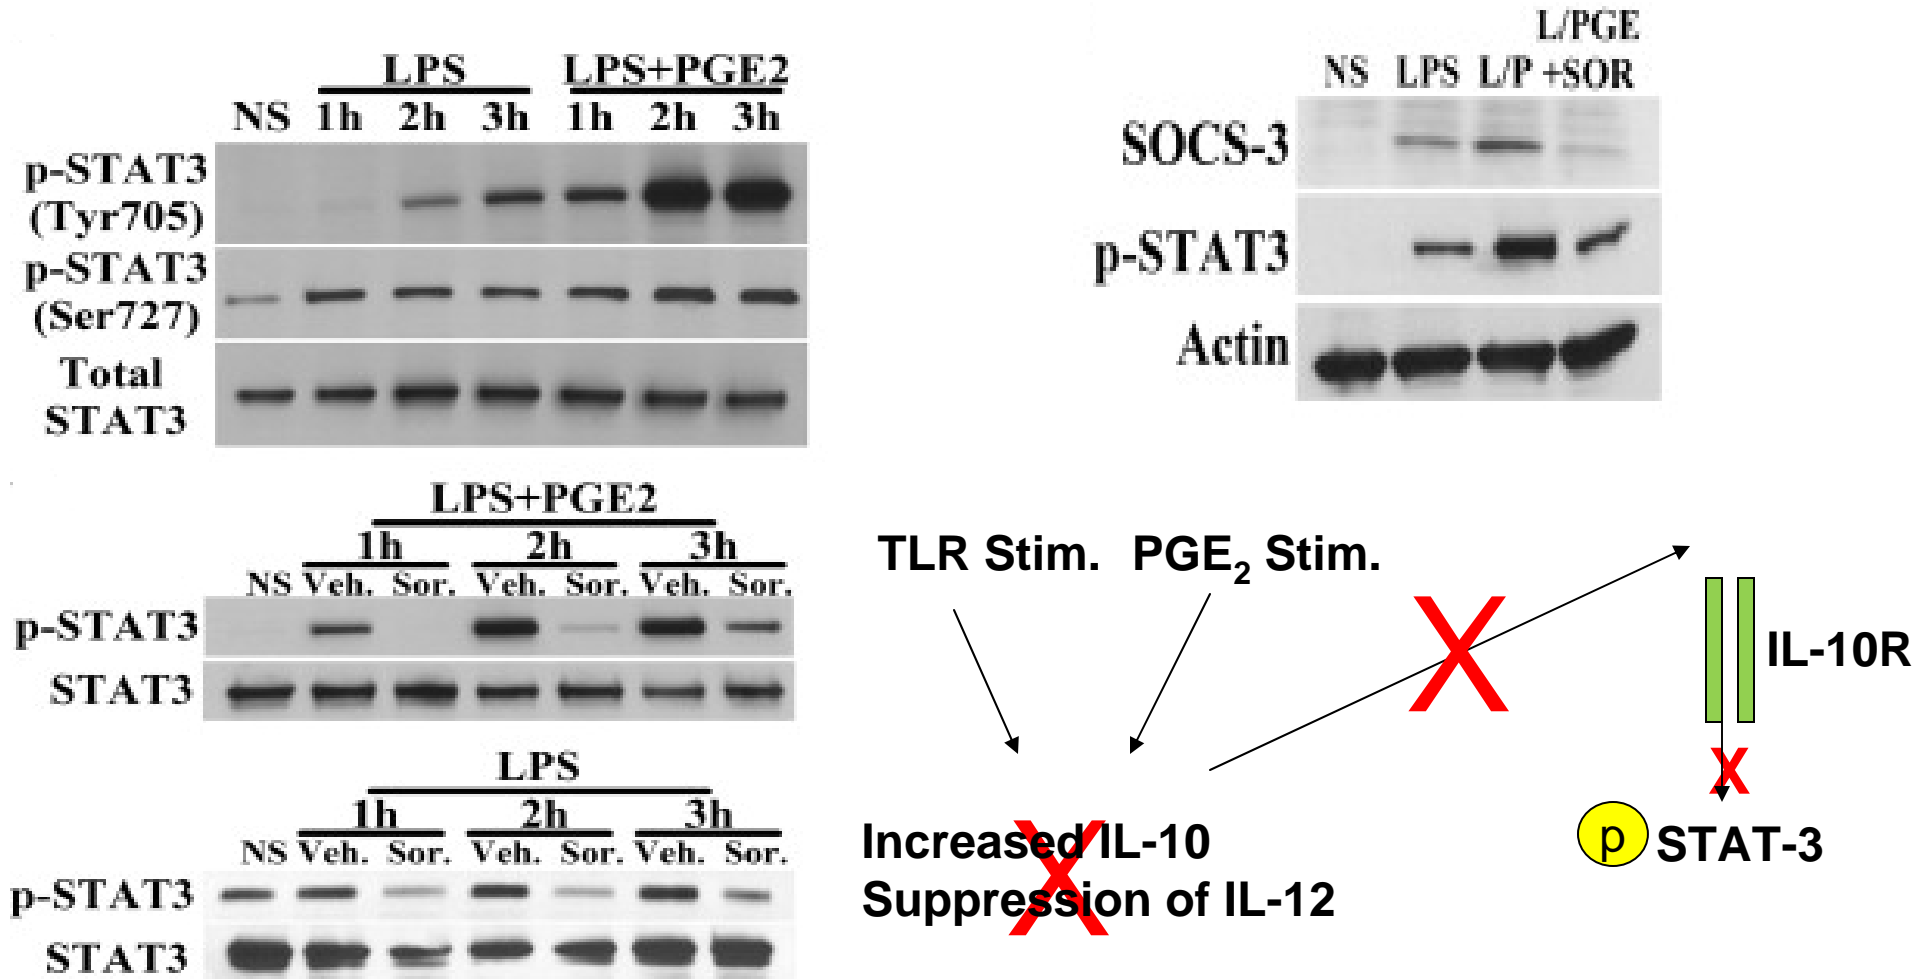 LPS LPS+PGE2
NS 1h 2h 3h 1h 2h 3h
p-STAT3
(Tyr705)
p-STAT3
(Ser727)
Total
STAT3
L/PGE
NS LPS L/P +SOR
SOCS-3
p-STAT3
Actin
LPS+PGE2
1h 2h 3h
NS Veh. Sor. Veh. Sor. Veh. Sor.
p-STAT3
STAT3
LPS
1h 2h 3h
NS Veh. Sor. Veh. Sor. Veh. Sor.
p-STAT3
STAT3
TLR Stim. PGE₂ Stim.
X
IL-10R
X
p STAT-3
Increased IL-10
Suppression of IL-12
X